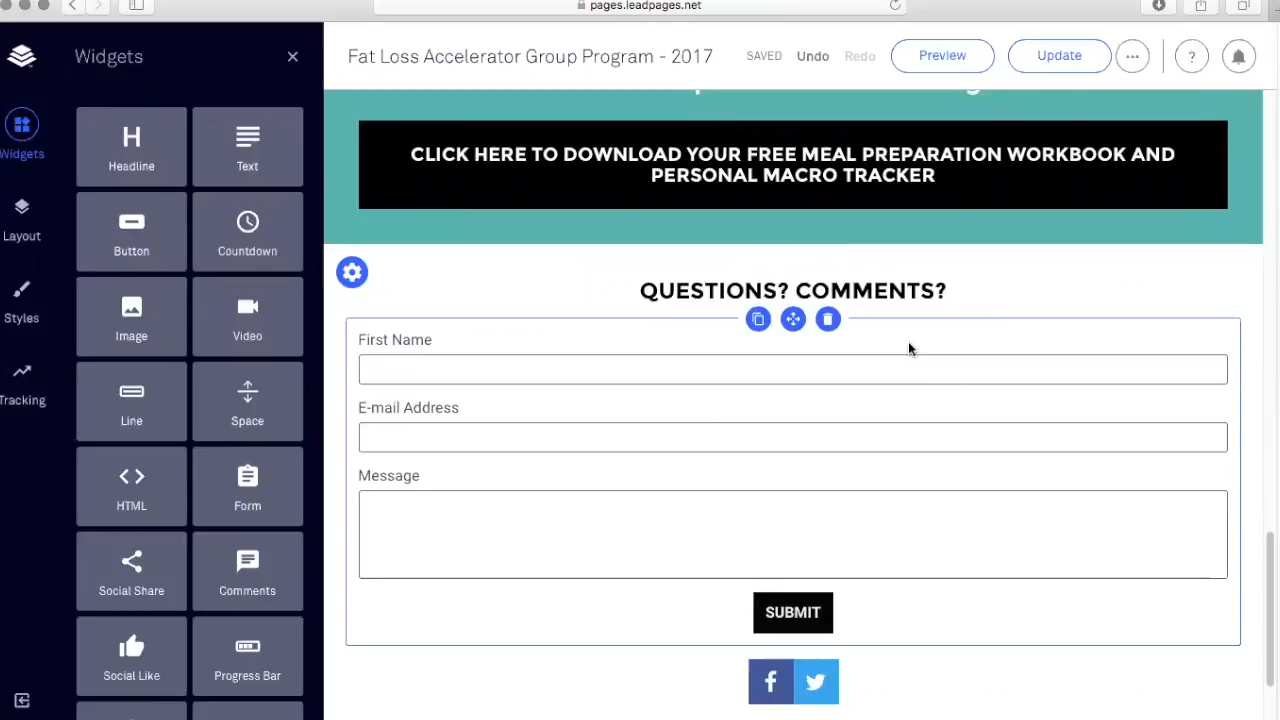 pages.leadpages.net
Widgets
Fat Loss Accelerator Group Program - 2017
SAVED
Undo
Redo
Preview
Update
?
Widgets
Layout
Styles
Tracking
Headline
Text
Button
Countdown
Image
Video
Line
Space
HTML
Form
Social Share
Comments
Social Like
Progress Bar
CLICK HERE TO DOWNLOAD YOUR FREE MEAL PREPARATION WORKBOOK AND
PERSONAL MACRO TRACKER
QUESTIONS? COMMENTS?
First Name
E-mail Address
Message
SUBMIT